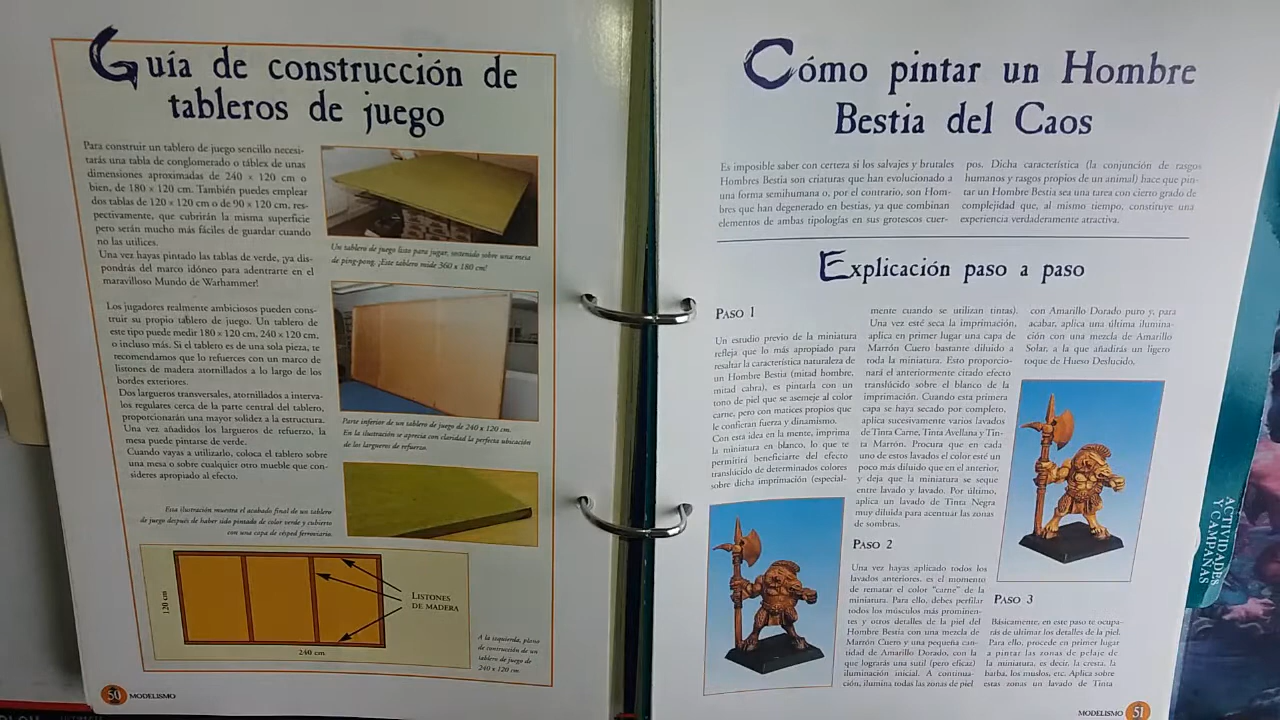 Guía de construcción de
tableros de juego
Para construir un tablero de juego sencillo necesi-
tarás una tabla de conglomerado o táblex de unas
dimensiones aproximadas de 240 x 120 cm o
bien, de 180 x 120 cm. También puedes emplear
dos tablas de 120 x 120 cm o de 90 x 120 cm, res-
pectivamente, que cubrirán la misma superficie
pero serán mucho más fáciles de guardar cuando
no las utilices.
Una vez hayas pintado las tablas de verde, ¡ya dis-
pondrás del marco idóneo para adentrarte en el
maravilloso Mundo de Warhammer!
Los jugadores realmente ambiciosos pueden cons-
truir su propio tablero de juego. Un tablero de
este tipo puede medir 180 x 120 cm, 240 x 120 cm,
o incluso más. Si el tablero es de una sola pieza, te
recomendamos que lo refuerces con un marco de
listones de madera atornillados a lo largo de los
bordes exteriores.
Dos largueros transversales, atornillados a interva-
los regulares cerca de la parte central del tablero,
proporcionarán una mayor solidez a la estructura.
Una vez añadidos los largueros de refuerzo, la
mesa puede pintarse de verde.
Cuando vayas a utilizarlo, coloca el tablero sobre
una mesa o sobre cualquier otro mueble que con-
sideres apropiado al efecto.
Un tablero de juego listo para jugar, sostenido sobre una mesa
de ping-pong. ¡Este tablero mide 360 x 180 cm!
Parte inferior de un tablero de juego de 240 x 120 cm.
En la ilustración se aprecia con claridad la perfecta ubicación
de los largueros de refuerzo.
Esta ilustración muestra el acabado final de un tablero
de juego después de haber sido pintado de color verde y cubierto
con una capa de césped ferroviario.
120 cm
240 cm
LISTONES
DE MADERA
A la izquierda, plano
de construcción de un
tablero de juego de
240 x 120 cm.
50 MODELISMO
Cómo pintar un Hombre
Bestia del Caos
Es imposible saber con certeza si los salvajes y brutales
Hombres Bestia son criaturas que han evolucionado a
una forma semihumana o, por el contrario, son Hom-
bres que han degenerado en bestias, ya que combinan
elementos de ambas tipologías en sus grotescos cuer-
pos. Dicha característica (la conjunción de rasgos
humanos y rasgos propios de un animal) hace que pin-
tar un Hombre Bestia sea una tarea con cierto grado de
complejidad que, al mismo tiempo, constituye una
experiencia verdaderamente atractiva.
Explicación paso a paso
PASO 1
Un estudio previo de la miniatura
refleja que lo más apropiado para
resaltar la característica naturaleza de
un Hombre Bestia (mitad hombre,
mitad cabra), es pintarla con un
tono de piel que se asemeje al color
carne, pero con matices propios que
le confieran fuerza y dinamismo.
Con esta idea en la mente, imprima
la miniatura en blanco, lo que te
permitirá beneficiarte del efecto
translúcido de determinados colores
sobre dicha imprimación (especial-
mente cuando se utilizan tintas).
Una vez esté seca la imprimación,
aplica en primer lugar una capa de
Marrón Cuero bastante diluido a
toda la miniatura. Esto proporcio-
nará el anteriormente citado efecto
translúcido sobre el blanco de la
imprimación. Cuando esta primera
capa se haya secado por completo,
aplica sucesivamente varios lavados
de Tinta Carne, Tinta Avellana y Tin-
ta Marrón. Procura que en cada
uno de estos lavados el color esté un
poco más diluido que en el anterior,
y deja que la miniatura se seque
entre lavado y lavado. Por último,
aplica un lavado de Tinta Negra
muy diluida para acentuar las zonas
de sombras.
PASO 2
Una vez hayas aplicado todos los
lavados anteriores, es el momento
de rematar el color "carne" de la
miniatura. Para ello, debes perfilar
todos los músculos más prominen-
tes y otros detalles de la piel del
Hombre Bestia con una mezcla de
Marrón Cuero y una pequeña can-
tidad de Amarillo Dorado, con la
que lograrás una sutil (pero eficaz)
iluminación inicial. A continua-
ción, ilumina todas las zonas de piel
con Amarillo Dorado puro y, para
acabar, aplica una última ilumina-
ción con una mezcla de Amarillo
Solar, a la que añadirás un ligero
toque de Hueso Deslucido.
PASO 3
Básicamente, en este paso te ocupa-
rás de ultimar los detalles de la piel.
Para ello, procede en primer lugar
a pintar las zonas de pelaje de
la miniatura, es decir, la cresta, la
barba, los muslos, etc. Aplica sobre
estas zonas un lavado de Tinta
MODELISMO 51
ACTIVIDADES
Y CAMPAÑAS